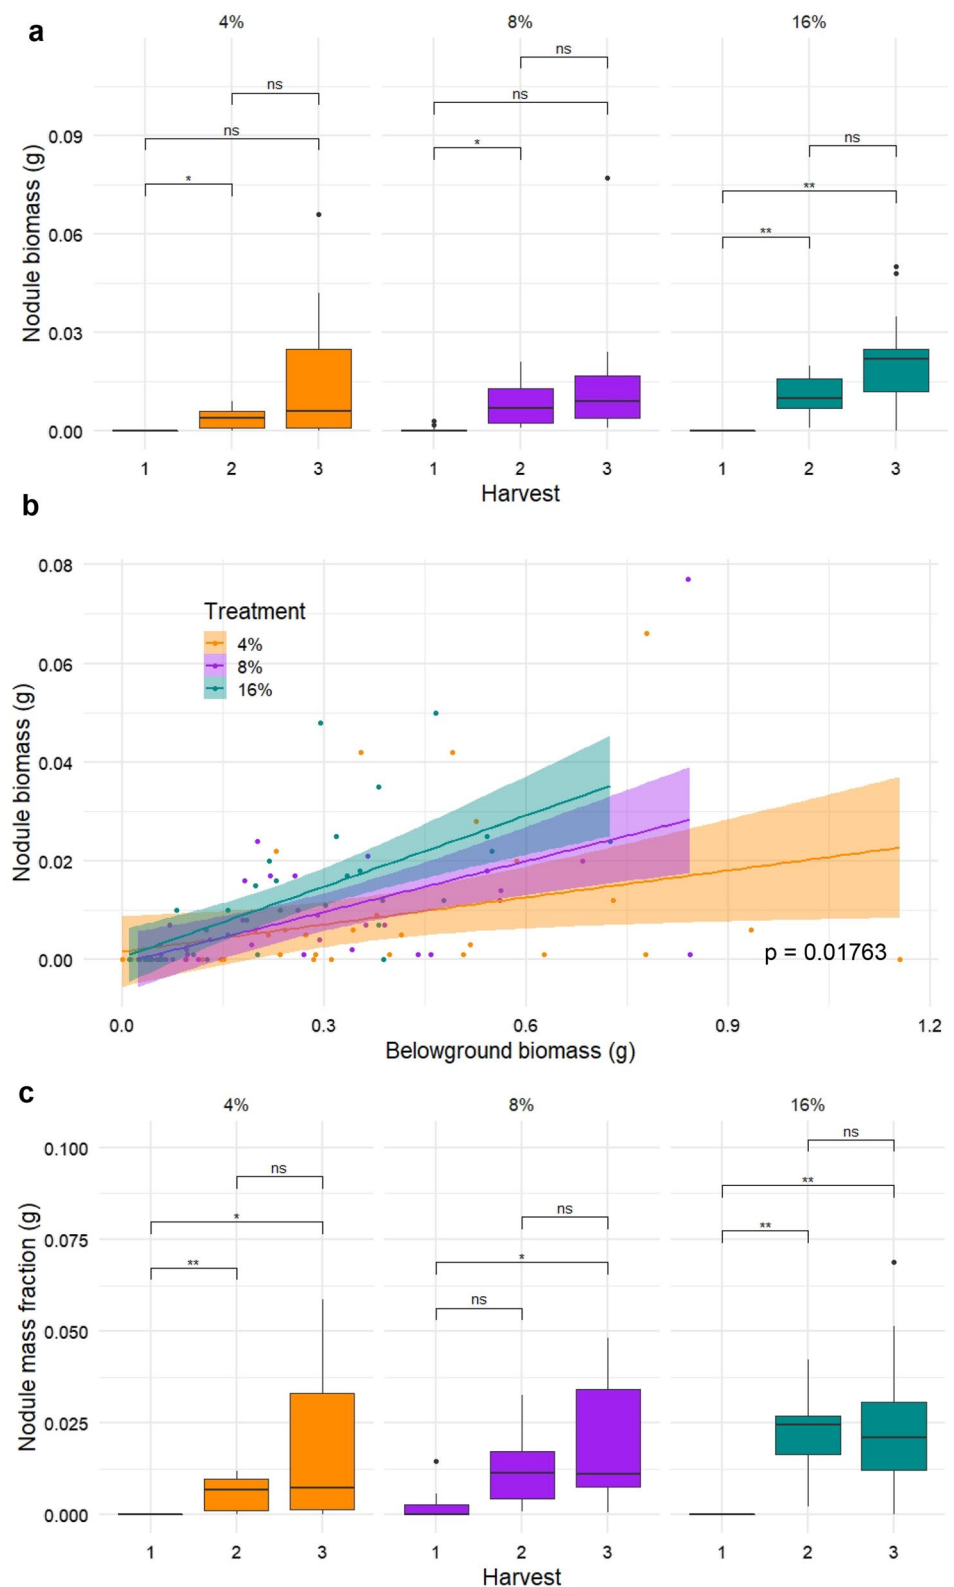 a
4% 8% 16%
ns
ns ns
ns
ns *
* **
**
Nodule biomass (g)
0.09
0.06
0.03
0.00
1 2 3 1 2 3 1 2 3
Harvest
b
0.08
0.06
0.04
0.02
0.00
Nodule biomass (g)
Treatment
4%
8%
16%
p = 0.01763
0.0 0.3 0.6 0.9 1.2
Belowground biomass (g)
c
4% 8% 16%
ns
ns **
* ns **
** *
ns
Nodule mass fraction (g)
0.100
0.075
0.050
0.025
0.000
1 2 3 1 2 3 1 2 3
Harvest